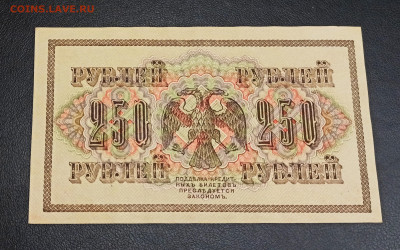 COINS.LAVE.RU
РУБЛЕЙ РУБЛЕЙ
250 250
РУБЛЕЙ РУБЛЕЙ
ПОДДѢЛКА КРЕДИТ-
НЫХЪ БИЛЕТОВЪ
ПРЕСЛѢДУЕТСЯ
ЗАКОНОМЪ.